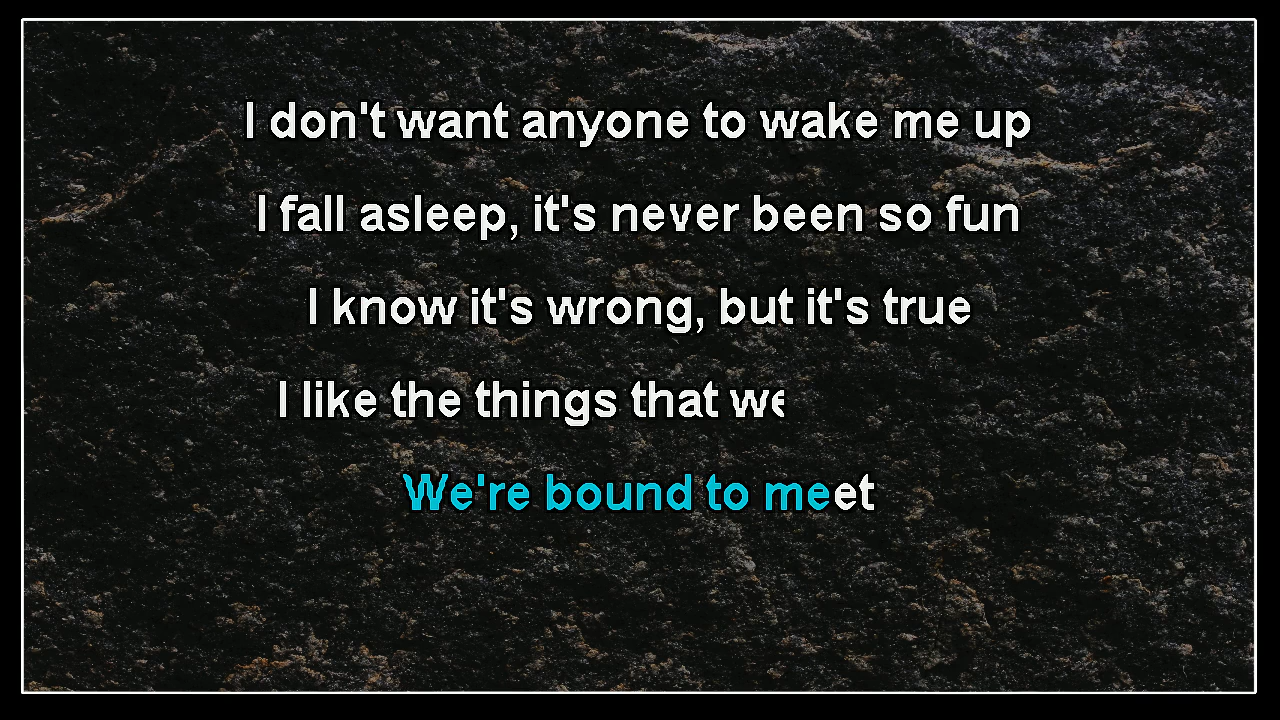 I don't want anyone to wake me up
I fall asleep, it's never been so fun
I know it's wrong, but it's true
I like the things that we
We're bound to meet